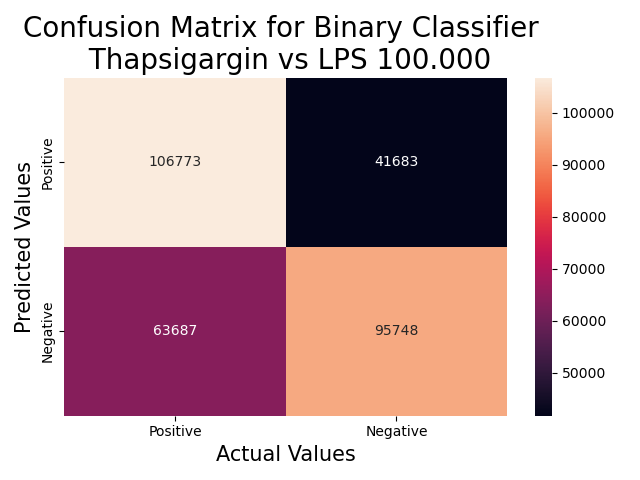 Confusion Matrix for Binary Classifier
Thapsigargin vs LPS 100.000
Predicted Values
Positive
Negative
106773
41683
63687
95748
Positive
Negative
Actual Values
100000
90000
80000
70000
60000
50000